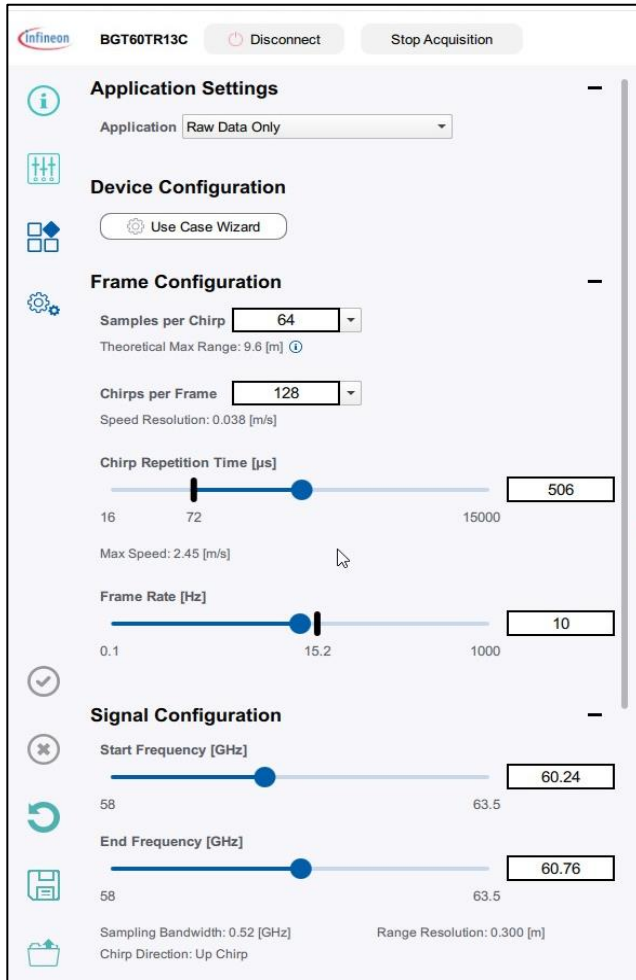 infineon BGT60TR13C Disconnect Stop Acquisition
Application Settings
Application Raw Data Only
Device Configuration
Use Case Wizard
Frame Configuration
Samples per Chirp 64
Theoretical Max Range: 9.6 [m]
Chirps per Frame 128
Speed Resolution: 0.038 [m/s]
Chirp Repetition Time [µs]
506
16 72 15000
Max Speed: 2.45 [m/s]
Frame Rate [Hz]
10
0.1 15.2 1000
Signal Configuration
Start Frequency [GHz]
60.24
58 63.5
End Frequency [GHz]
60.76
58 63.5
Sampling Bandwidth: 0.52 [GHz] Range Resolution: 0.300 [m]
Chirp Direction: Up Chirp